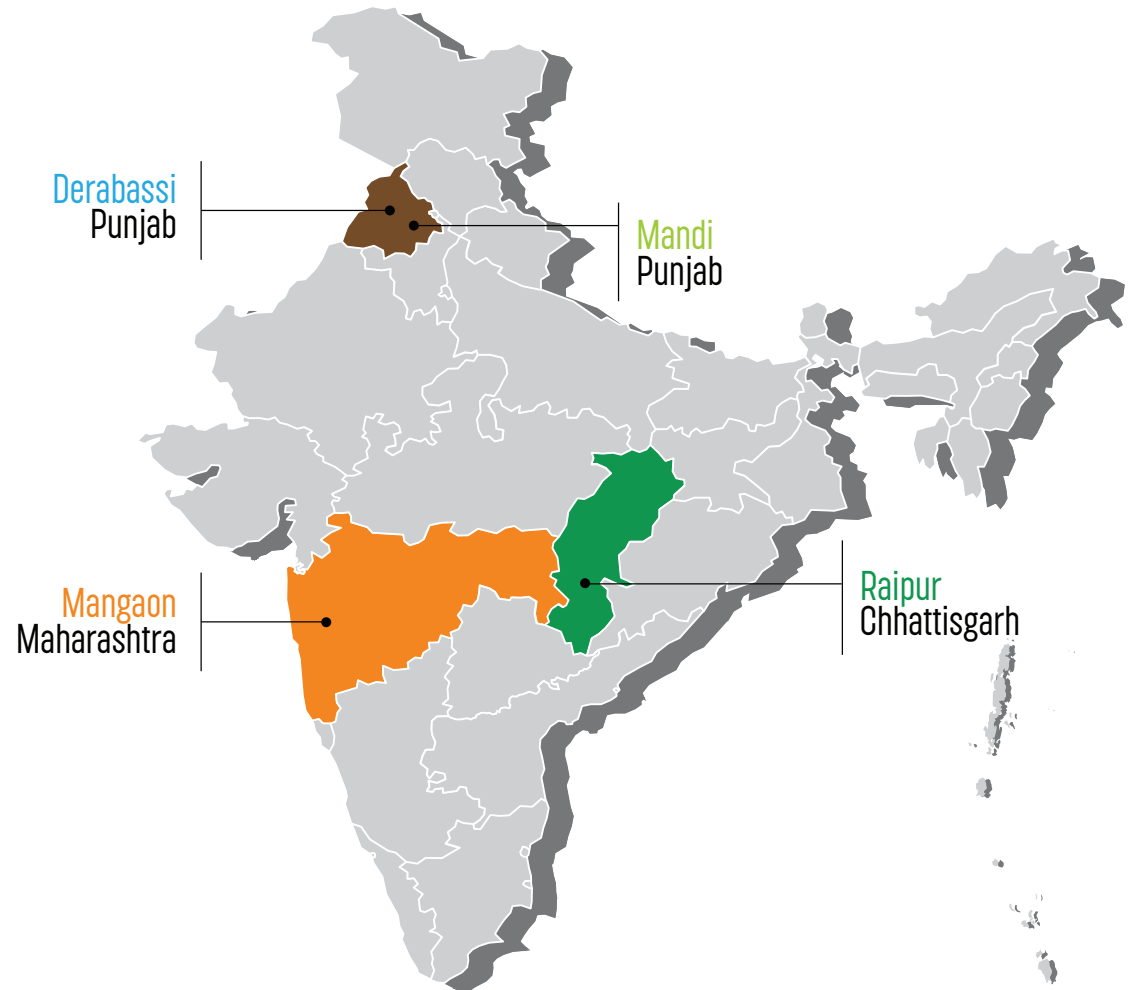 Derabassi
Punjab
Mandi
Punjab
Mangaon
Maharashtra
Raipur
Chhattisgarh